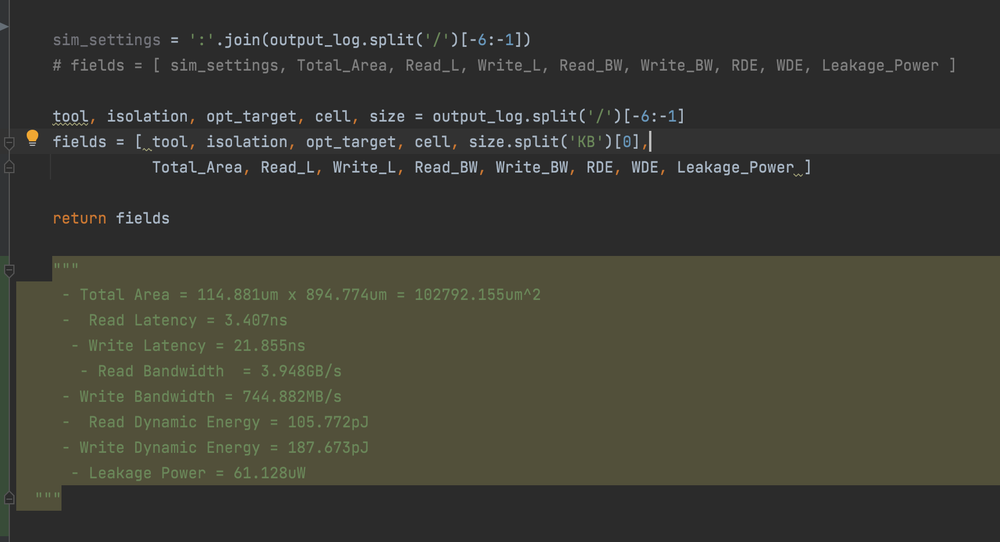 sim_settings = ':'.join(output_log.split('/')[-6:-1])
# fields = [ sim_settings, Total_Area, Read_L, Write_L, Read_BW, Write_BW, RDE, WDE, Leakage_Power ]
tool, isolation, opt_target, cell, size = output_log.split('/')[-6:-1]
fields = [ tool, isolation, opt_target, cell, size.split('KB')[0],
Total_Area, Read_L, Write_L, Read_BW, Write_BW, RDE, WDE, Leakage_Power ]
return fields
"""
- Total Area = 114.881um x 894.774um = 102792.155um^2
-  Read Latency = 3.407ns
- Write Latency = 21.855ns
- Read Bandwidth  = 3.948GB/s
- Write Bandwidth = 744.882MB/s
-  Read Dynamic Energy = 105.772pJ
- Write Dynamic Energy = 187.673pJ
- Leakage Power = 61.128uW
"""